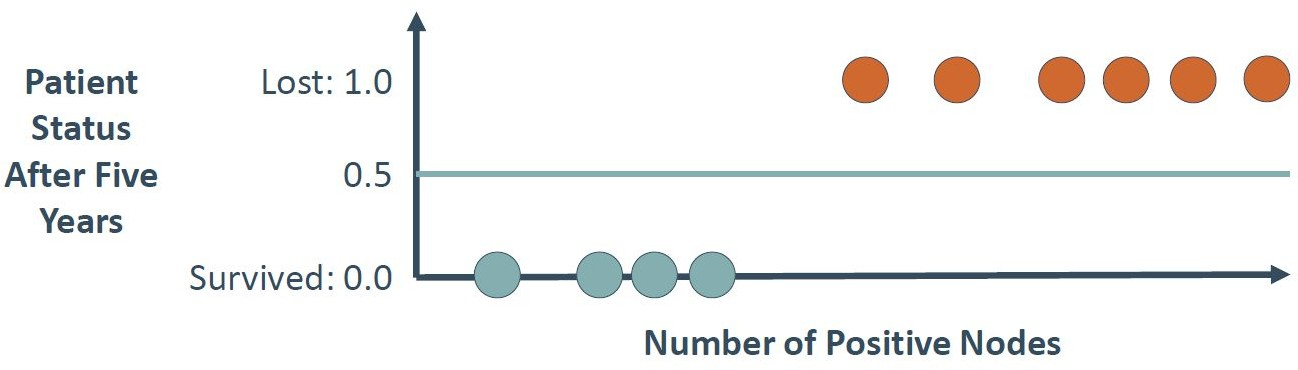 Patient
Status
After Five
Years
Lost: 1.0
0.5
Survived: 0.0
Number of Positive Nodes